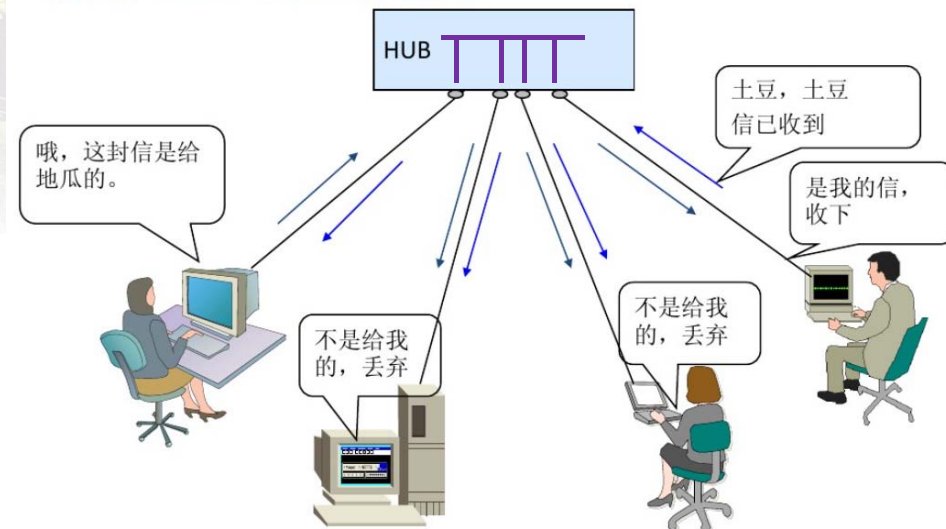 HUB
土豆，土豆
信已收到
哦，这封信是给
地瓜的。
是我的信，
收下
不是给我
的，丢弃
不是给我
的，丢弃